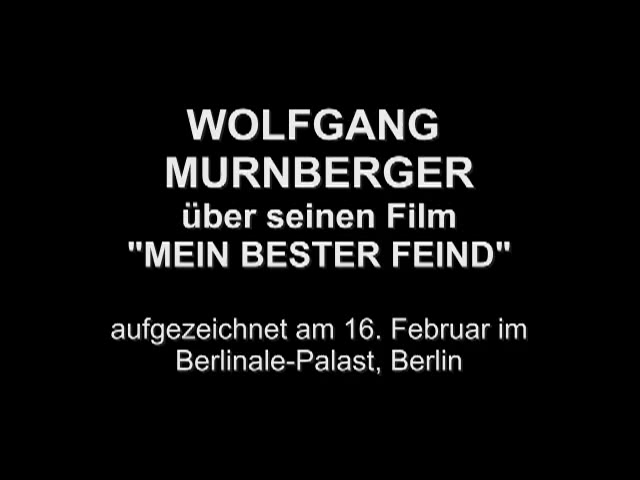 WOLFGANG
MURNBERGER
über seinen Film
"MEIN BESTER FEIND"
aufgezeichnet am 16. Februar im
Berlinale-Palast, Berlin